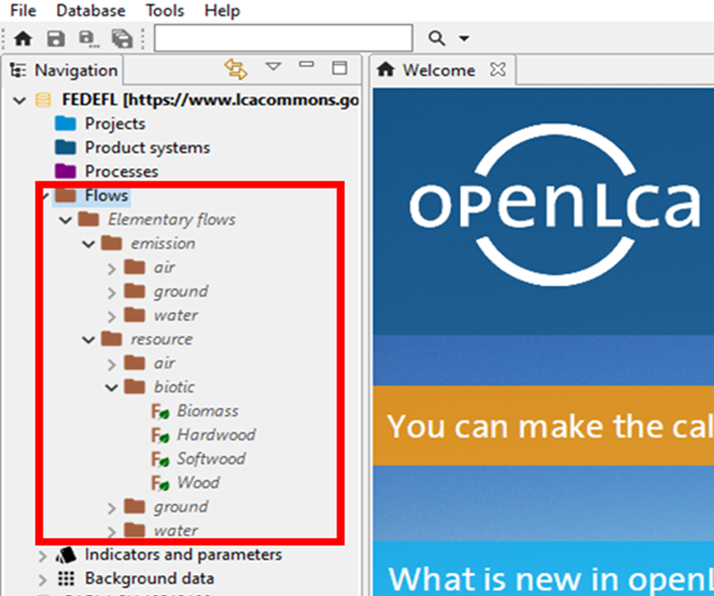 File Database Tools Help
Navigation
Welcome
FEDEFL [https://www.lcacommons.go
Projects
Product systems
Processes
Flows
Elementary flows
emission
air
ground
water
resource
air
biotic
Biomass
Hardwood
Softwood
Wood
ground
water
Indicators and parameters
Background data
openLca
You can make the cal
What is new in openL